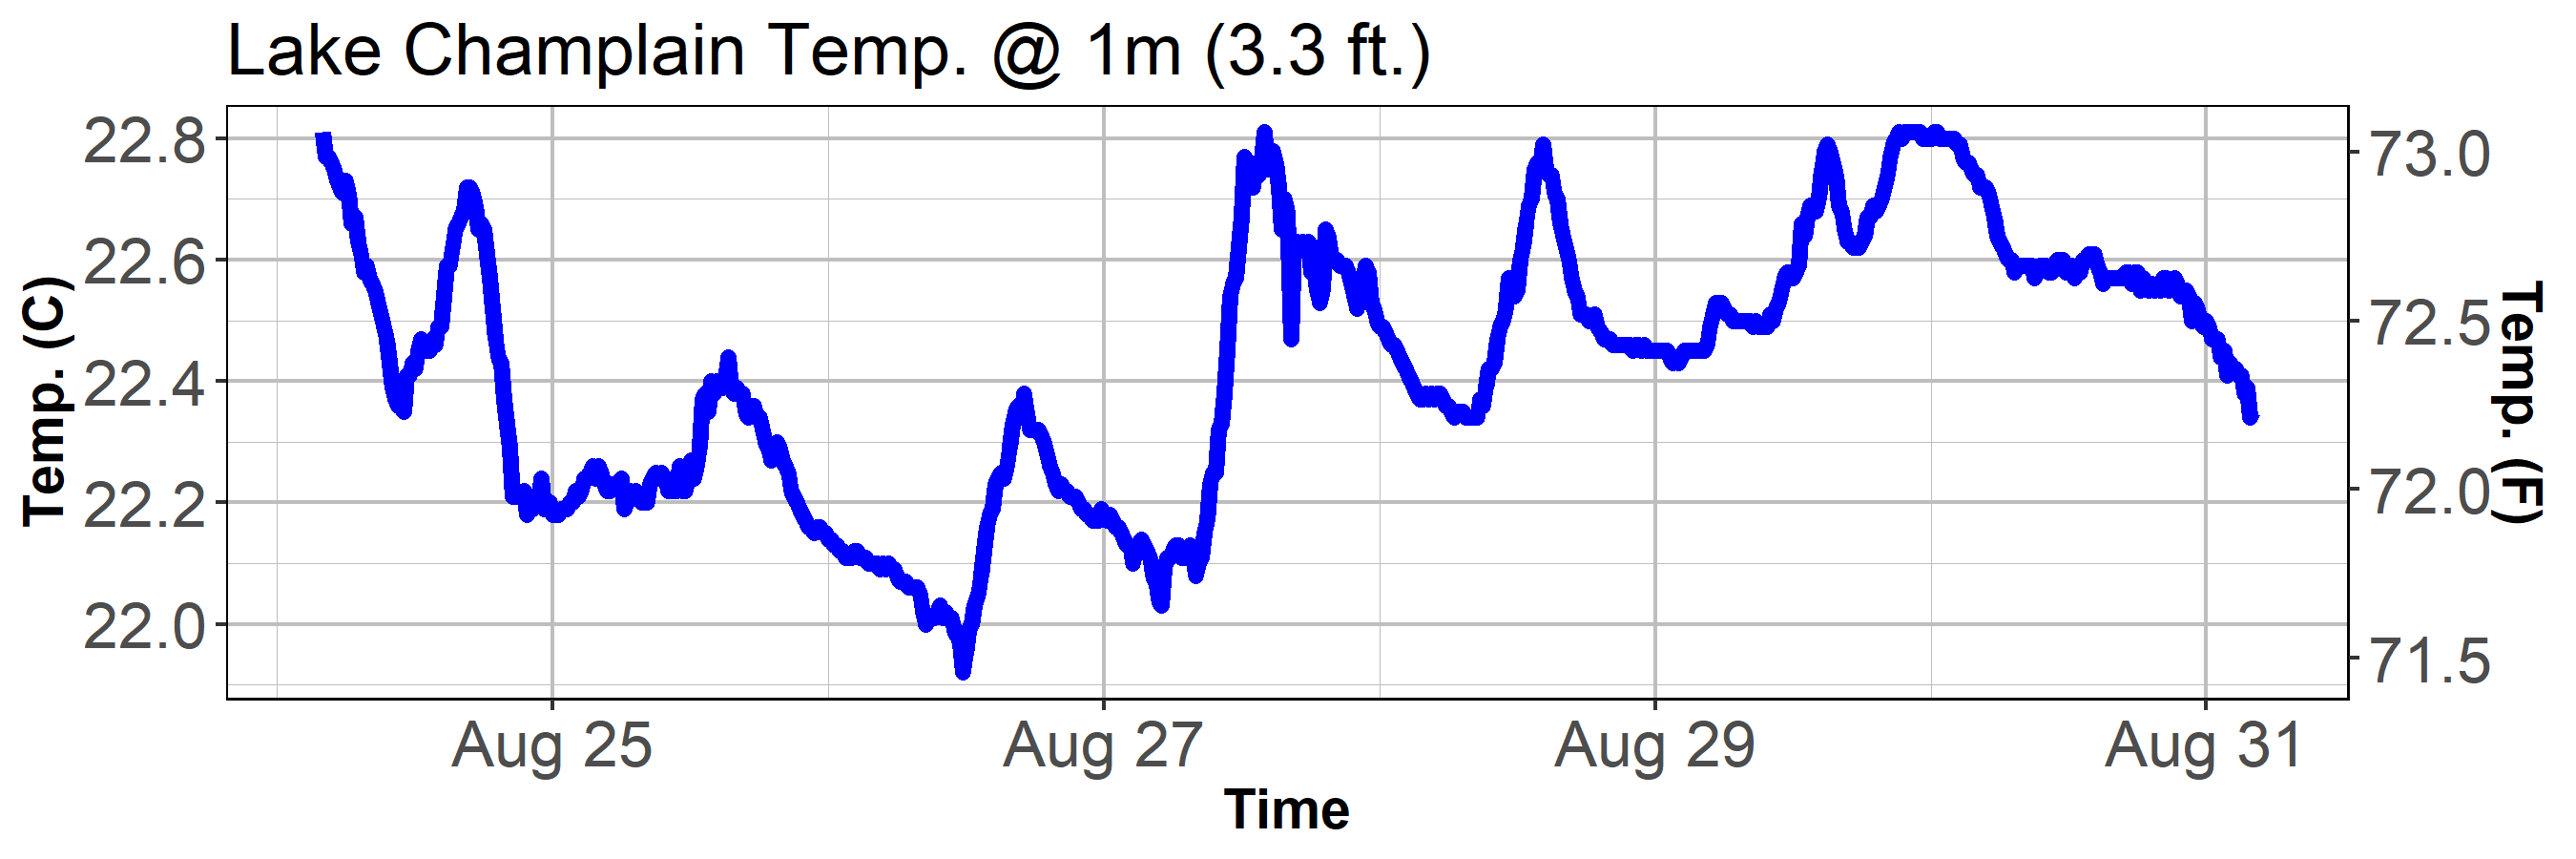 Lake Champlain Temp. @ 1m (3.3 ft.)
22.8
22.6
22.4
22.2
22.0
Temp. (C)
73.0
72.5
72.0
71.5
Temp. (F)
Aug 25
Aug 27
Aug 29
Aug 31
Time